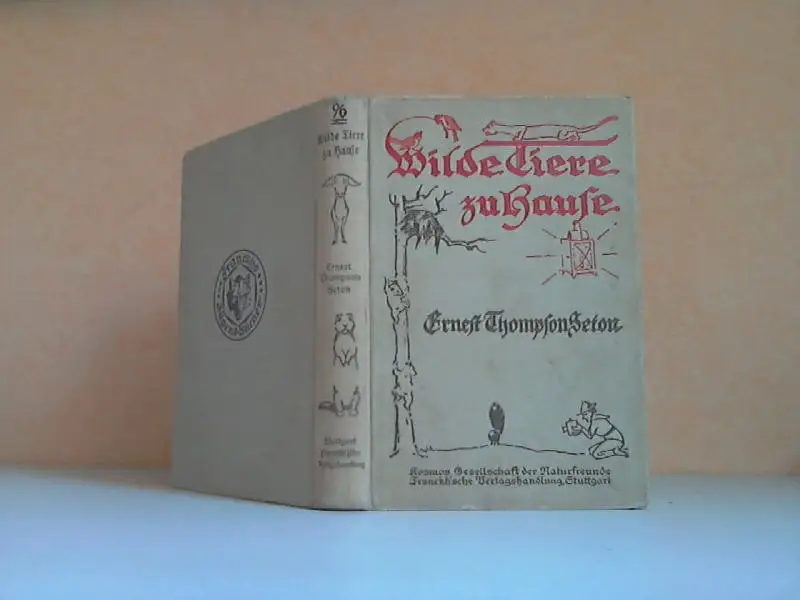 Wilde Tiere
zu Hause
Ernest Thompson Seton
Kosmos, Gesellschaft der Naturfreunde
Franckh'sche Verlagshandlung, Stuttgart
Wilde Tiere
zu Hause
Ernest
Thompson
Seton
Stuttgart
Franckh'sche
Verlagshandlung